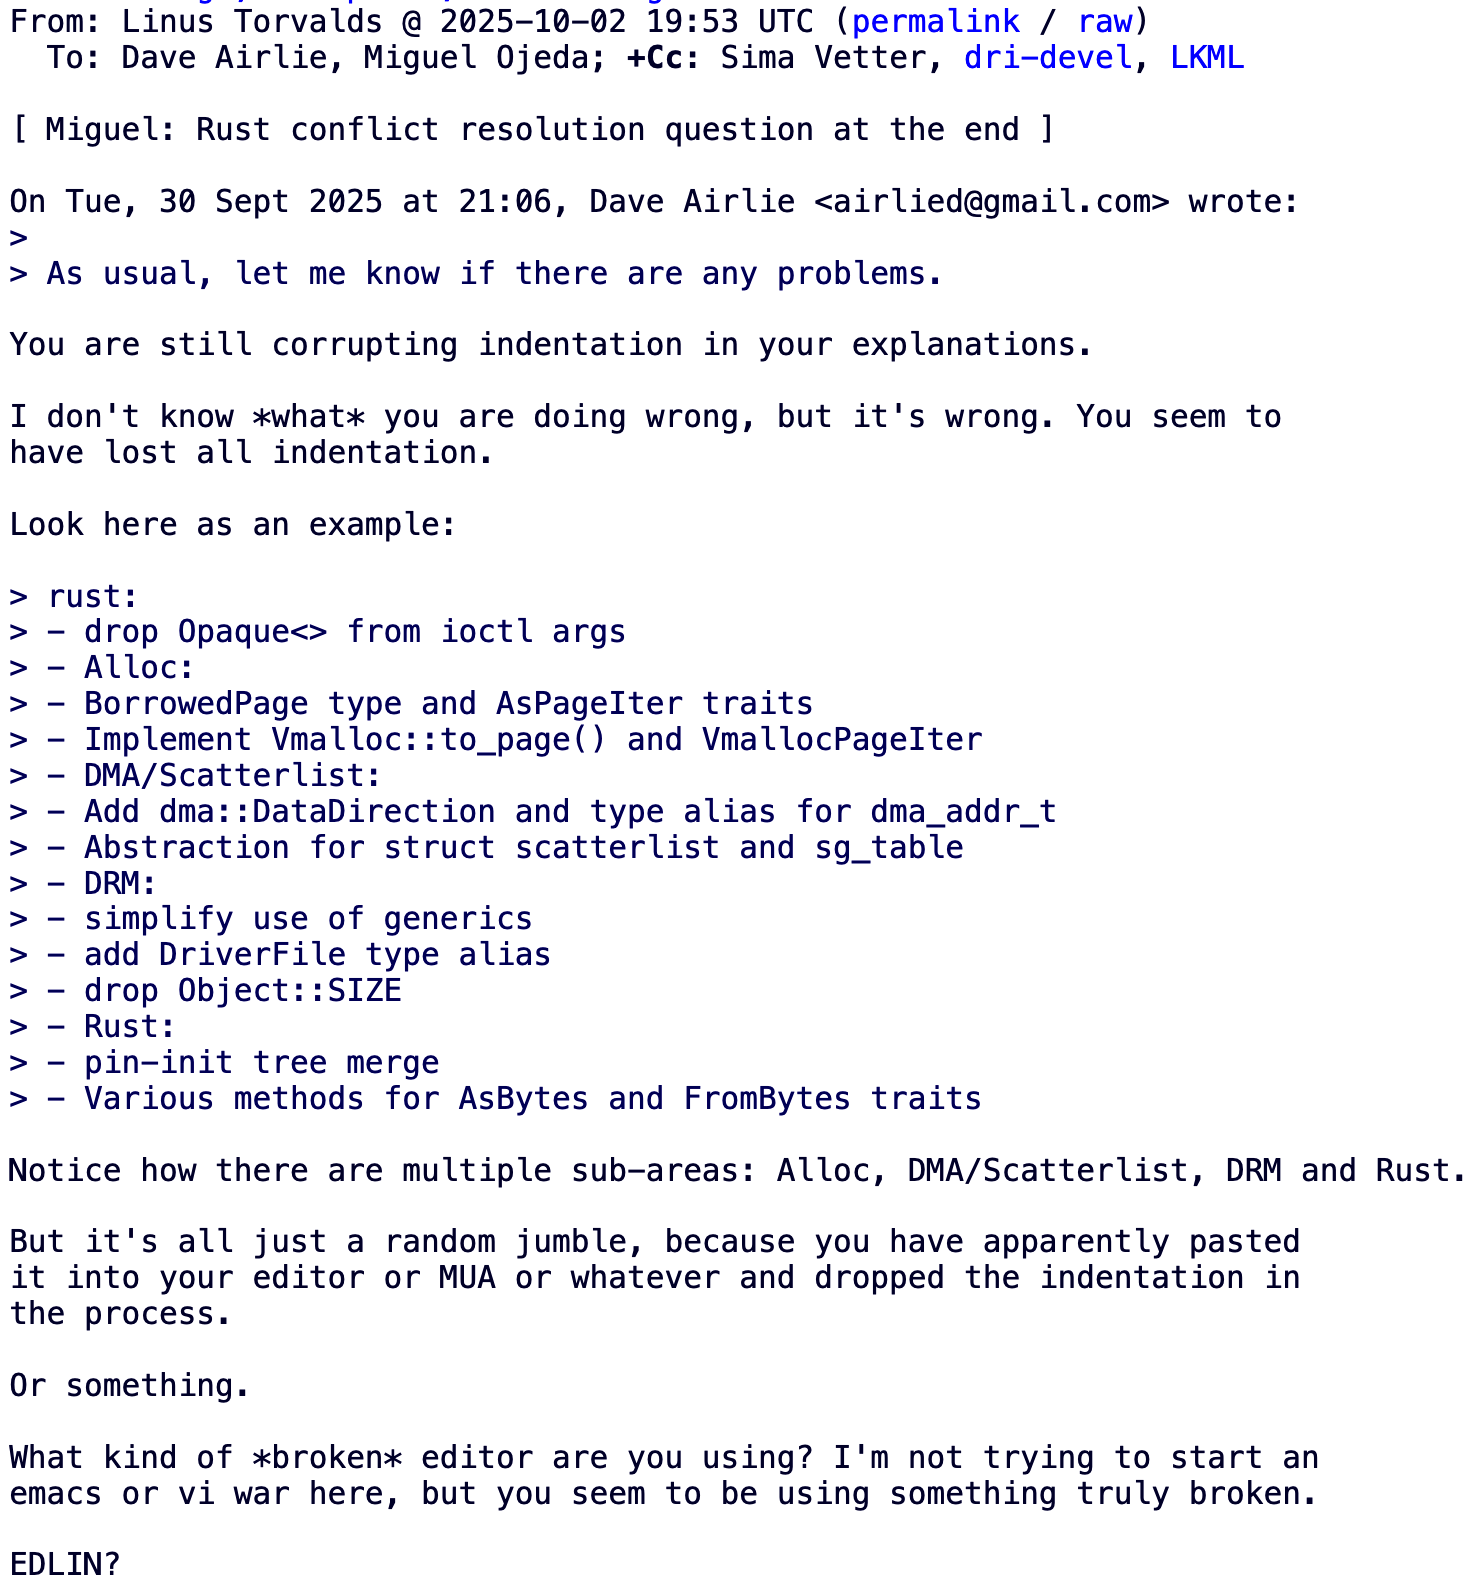 From: Linus Torvalds @ 2025-10-02 19:53 UTC (permalink / raw)
  To: Dave Airlie, Miguel Ojeda; +Cc: Sima Vetter, dri-devel, LKML

[ Miguel: Rust conflict resolution question at the end ]

On Tue, 30 Sept 2025 at 21:06, Dave Airlie <airlied@gmail.com> wrote:
>
> As usual, let me know if there are any problems.

You are still corrupting indentation in your explanations.

I don't know *what* you are doing wrong, but it's wrong. You seem to
have lost all indentation.

Look here as an example:

> rust:
> - drop Opaque<> from ioctl args
> - Alloc:
> - BorrowedPage type and AsPageIter traits
> - Implement Vmalloc::to_page() and VmallocPageIter
> - DMA/Scatterlist:
> - Add dma::DataDirection and type alias for dma_addr_t
> - Abstraction for struct scatterlist and sg_table
> - DRM:
> - simplify use of generics
> - add DriverFile type alias
> - drop Object::SIZE
> - Rust:
> - pin-init tree merge
> - Various methods for AsBytes and FromBytes traits

Notice how there are multiple sub-areas: Alloc, DMA/Scatterlist, DRM and Rust.

But it's all just a random jumble, because you have apparently pasted
it into your editor or MUA or whatever and dropped the indentation in
the process.

Or something.

What kind of *broken* editor are you using? I'm not trying to start an
emacs or vi war here, but you seem to be using something truly broken.

EDLIN?